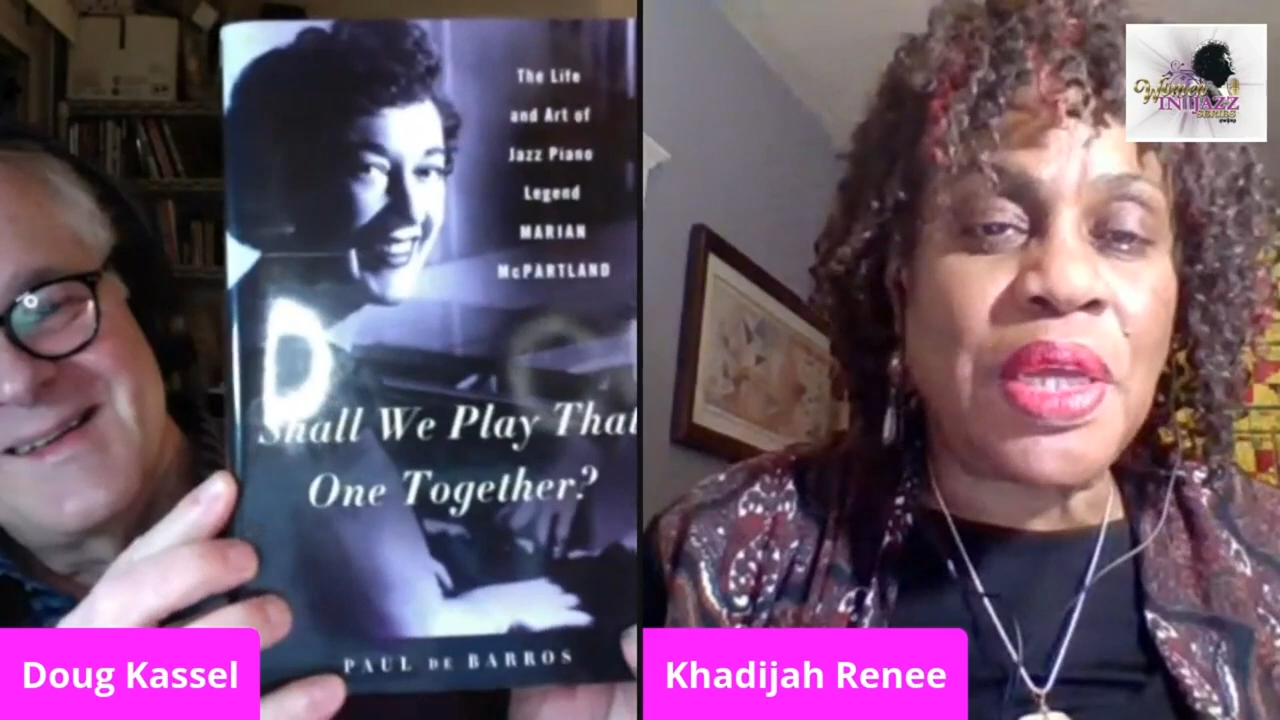 The Life
and Art of
Jazz Piano
Legend
MARIAN
McPARTLAND
Shall We Play That
One Together?
PAUL DE BARROS
Doug Kassel
Khadijah Renee
Women
IN JAZZ
SERIES